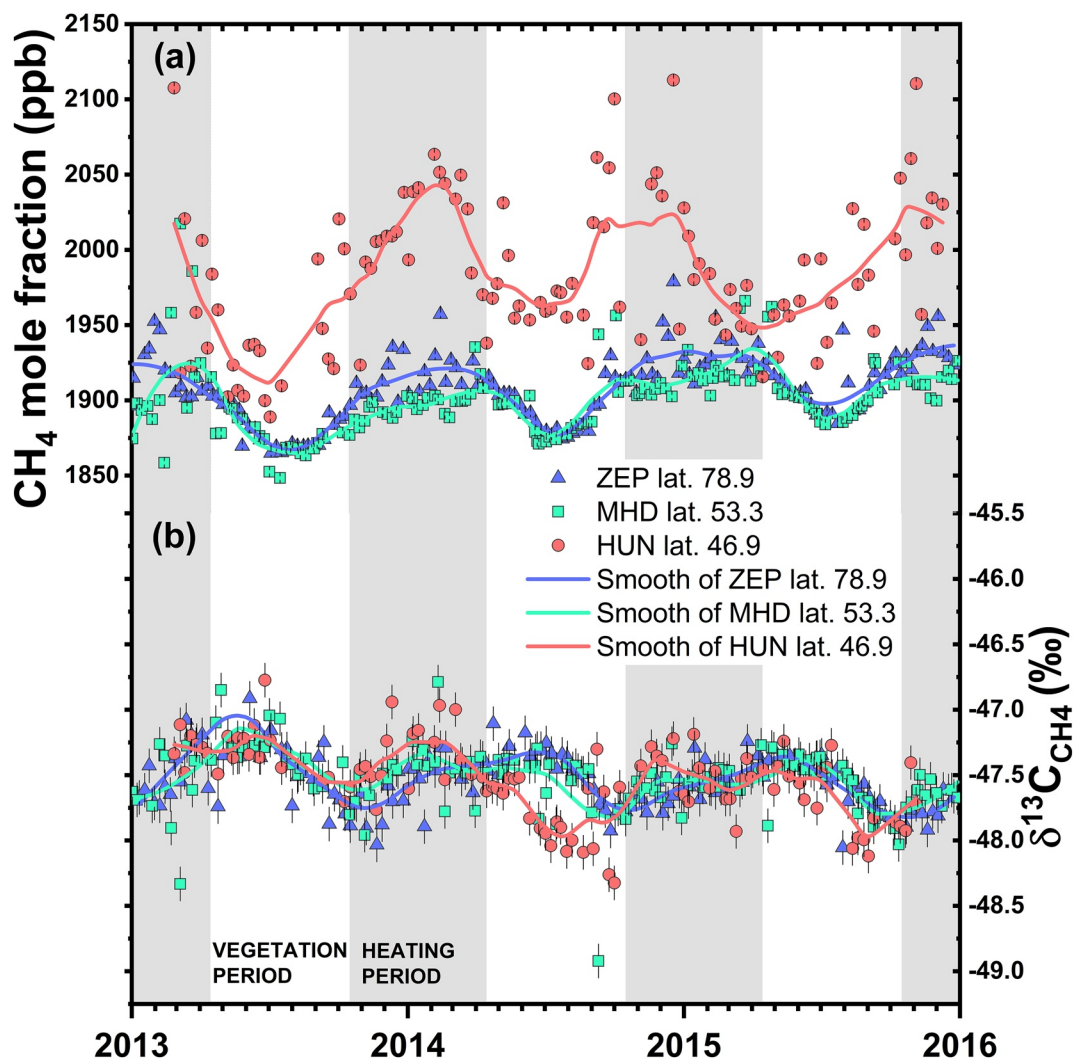 (a)
CH4 mole fraction (ppb)
2150
2100
2050
2000
1950
1900
1850
ZEP lat. 78.9
MHD lat. 53.3
HUN lat. 46.9
Smooth of ZEP lat. 78.9
Smooth of MHD lat. 53.3
Smooth of HUN lat. 46.9
(b)
-45.5
-46.0
-46.5
-47.0
-47.5
-48.0
-48.5
-49.0
δ13CCH4 (‰)
VEGETATION
PERIOD
HEATING
PERIOD
2013
2014
2015
2016